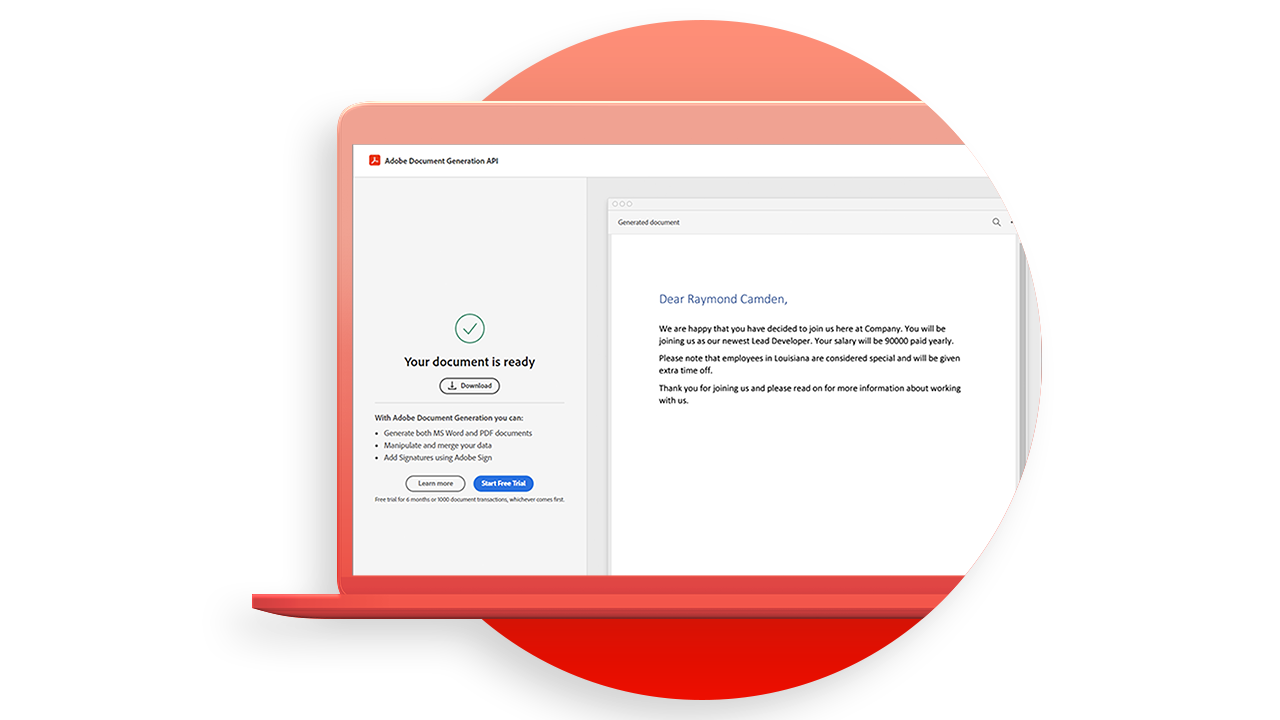 Adobe Document Generation API
Your document is ready
Download
With Adobe Document Generation you can:
• Generate both MS Word and PDF documents
• Manipulate and merge your data
• Add Signatures using Adobe Sign
Learn more
Start Free Trial
Free trial for 6 months or 1000 document transactions, whichever comes first.
Generated document
Dear Raymond Camden,
We are happy that you have decided to join us here at Company. You will be
joining us as our newest Lead Developer. Your salary will be 90000 paid yearly.
Please note that employees in Louisiana are considered special and will be given
extra time off.
Thank you for joining us and please read on for more information about working
with us.